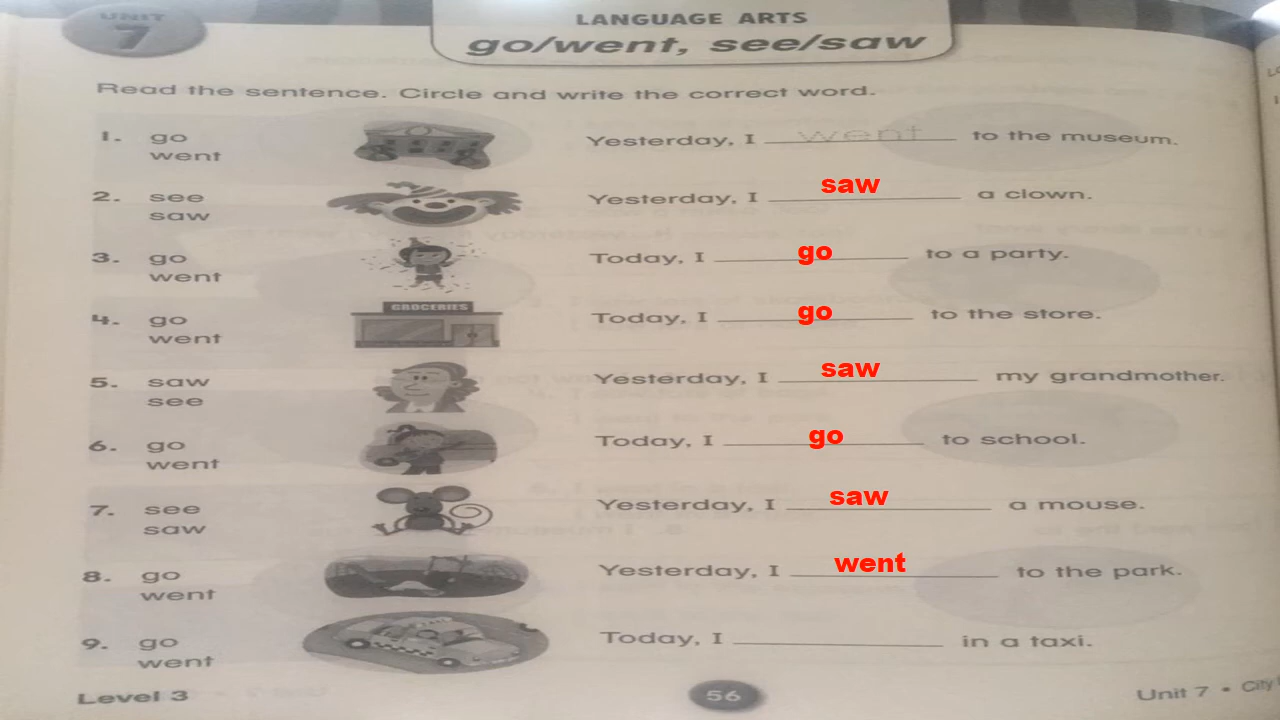 UNIT
7
LANGUAGE ARTS
go/went, see/saw
Read the sentence. Circle and write the correct word.
1. go
went
Yesterday, I went to the museum.
2. see
saw
Yesterday, I saw a clown.
3. go
went
Today, I go to a party.
4. go
went
GROCERIES
Today, I go to the store.
5. saw
see
Yesterday, I saw my grandmother.
6. go
went
Today, I go to school.
7. see
saw
Yesterday, I saw a mouse.
8. go
went
Yesterday, I went to the park.
9. go
went
Today, I ________ in a taxi.
Level 3
56
Unit 7 • City